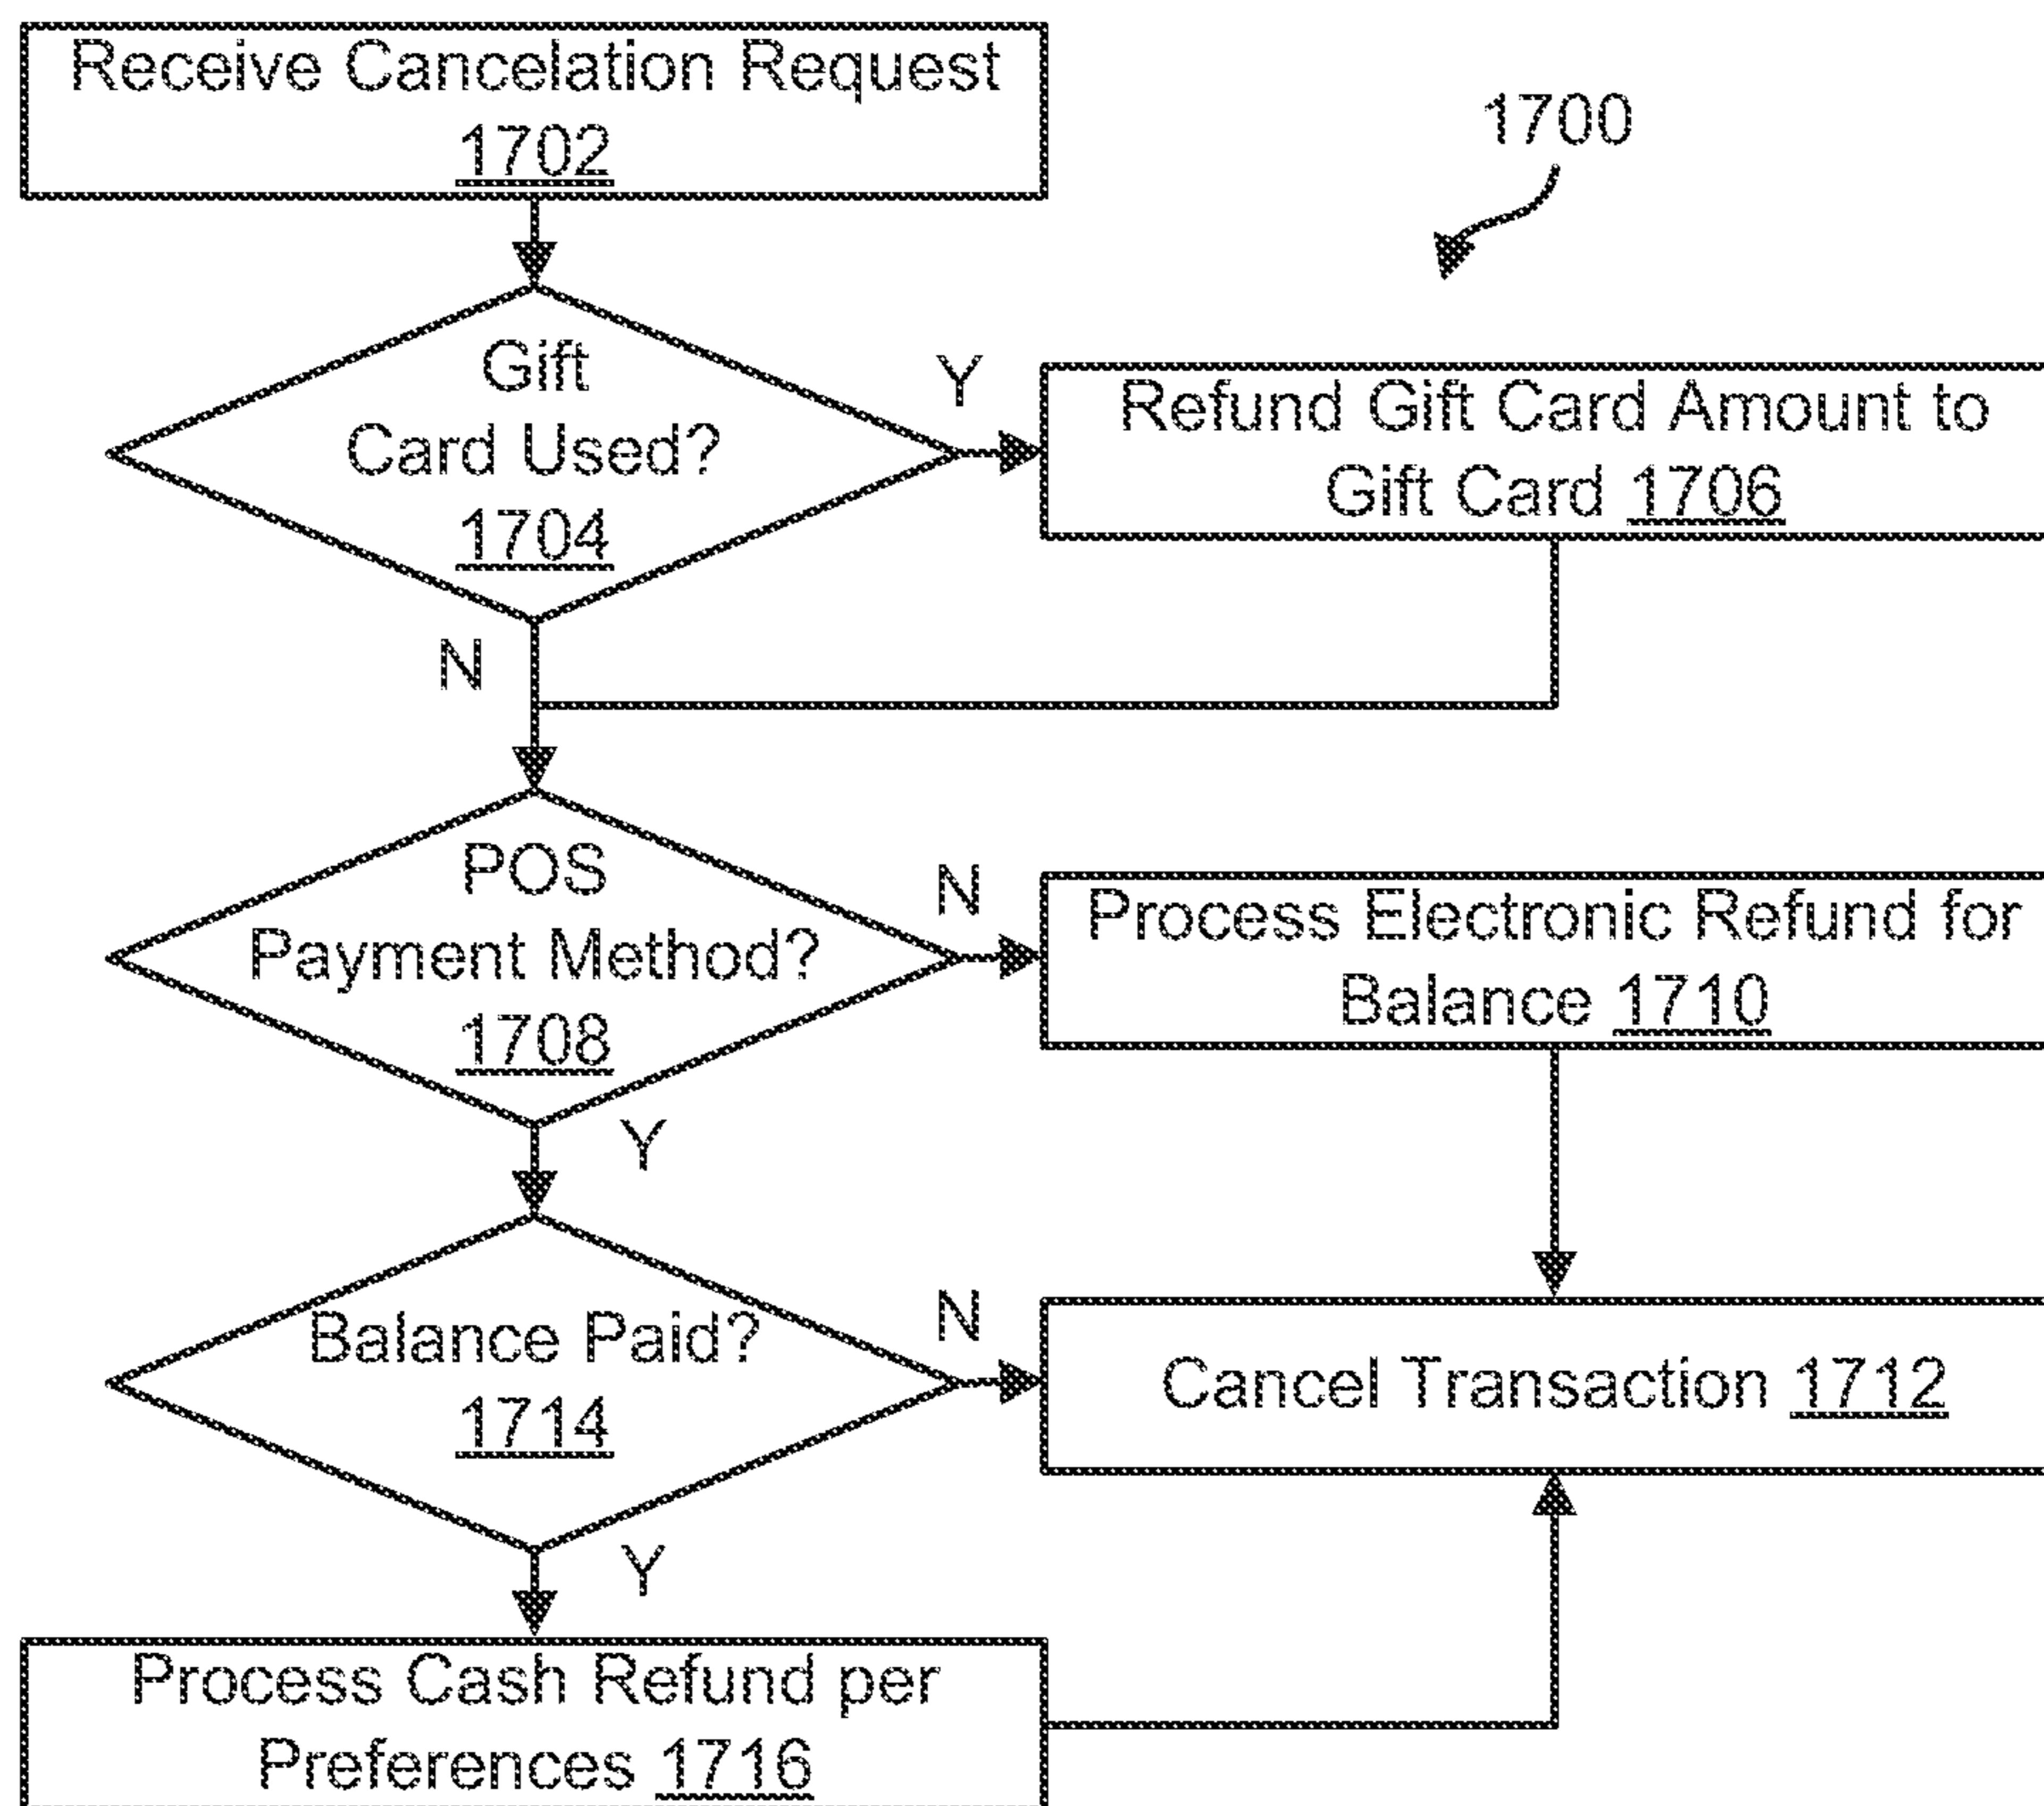 Receive Cancelation Request
1702
1700
Gift
Card Used?
1704
Y
Refund Gift Card Amount to
Gift Card 1706
N
POS
Payment Method?
1708
N
Process Electronic Refund for
Balance 1710
Y
Balance Paid?
1714
N
Cancel Transaction 1712
Y
Process Cash Refund per
Preferences 1716